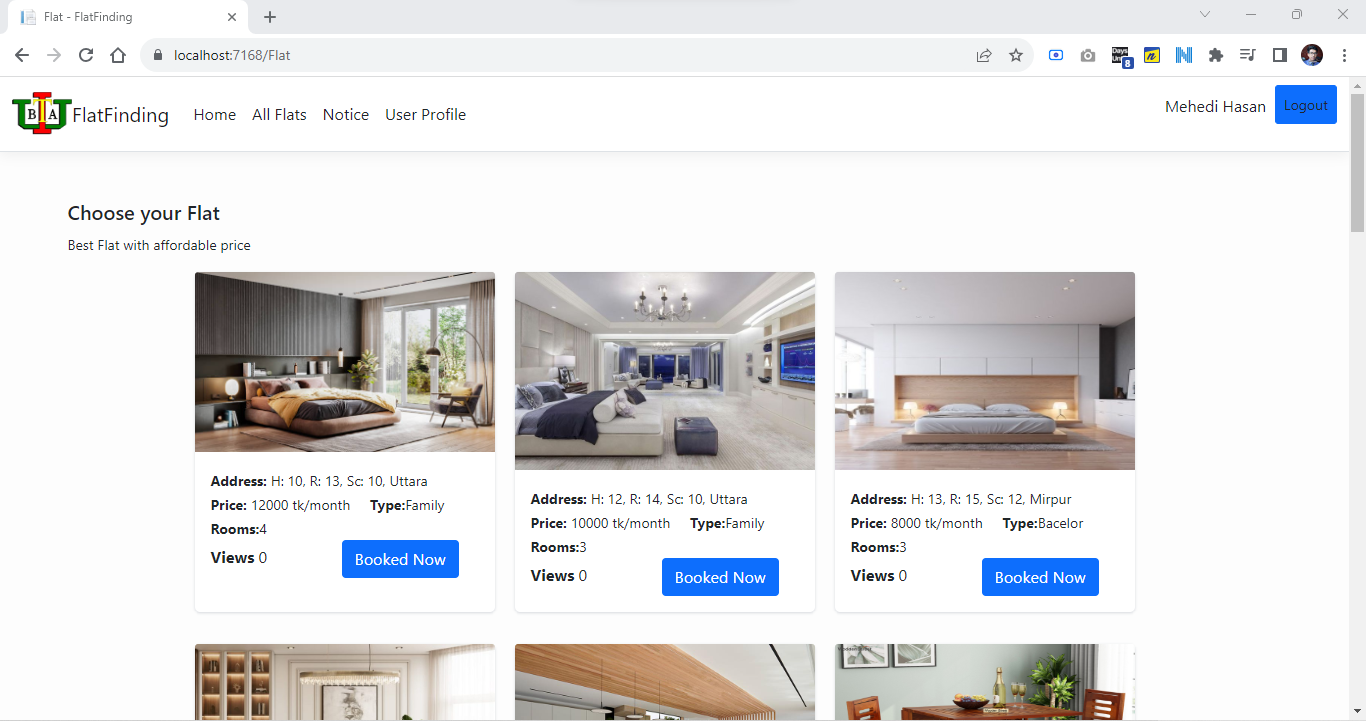 Flat - FlatFinding
localhost:7168/Flat
8
BIA FlatFinding
Home
All Flats
Notice
User Profile
Mehedi Hasan
Logout
Choose your Flat
Best Flat with affordable price
Address: H: 10, R: 13, Sc: 10, Uttara
Price: 12000 tk/month Type:Family
Rooms:4
Views 0
Booked Now
Address: H: 12, R: 14, Sc: 10, Uttara
Price: 10000 tk/month Type:Family
Rooms:3
Views 0
Booked Now
Address: H: 13, R: 15, Sc: 12, Mirpur
Price: 8000 tk/month Type:Bacelor
Rooms:3
Views 0
Booked Now